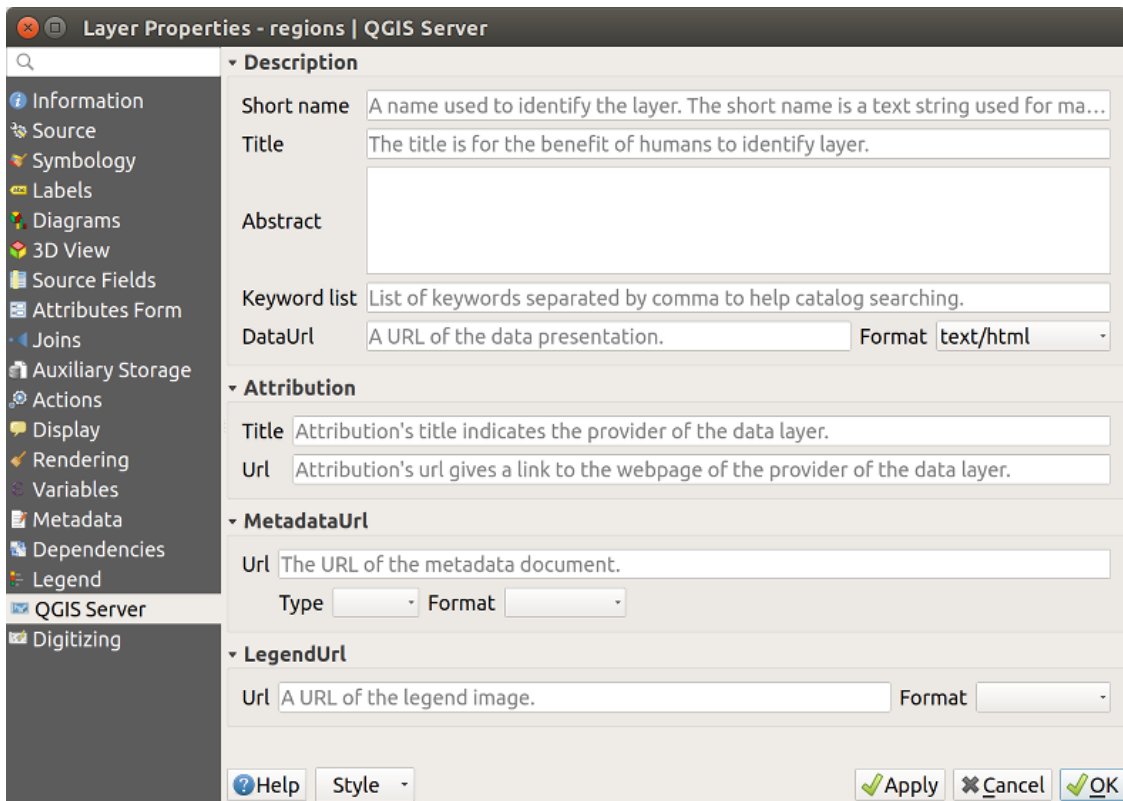 Layer Properties - regions | QGIS Server
Information
Source
Symbology
Labels
Diagrams
3D View
Source Fields
Attributes Form
Joins
Auxiliary Storage
Actions
Display
Rendering
Variables
Metadata
Dependencies
Legend
QGIS Server
Digitizing
Description
Short name A name used to identify the layer. The short name is a text string used for ma...
Title The title is for the benefit of humans to identify layer.
Abstract
Keyword list List of keywords separated by comma to help catalog searching.
DataUrl A URL of the data presentation. Format text/html
Attribution
Title Attribution's title indicates the provider of the data layer.
Url Attribution's url gives a link to the webpage of the provider of the data layer.
MetadataUrl
Url The URL of the metadata document.
Type Format
LegendUrl
Url A URL of the legend image. Format
Help Style Apply Cancel OK